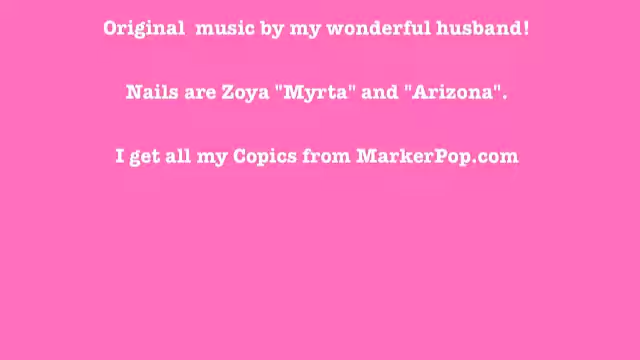 Original  music by my wonderful husband!
Nails are Zoya "Myrta" and "Arizona".
I get all my Copics from MarkerPop.com